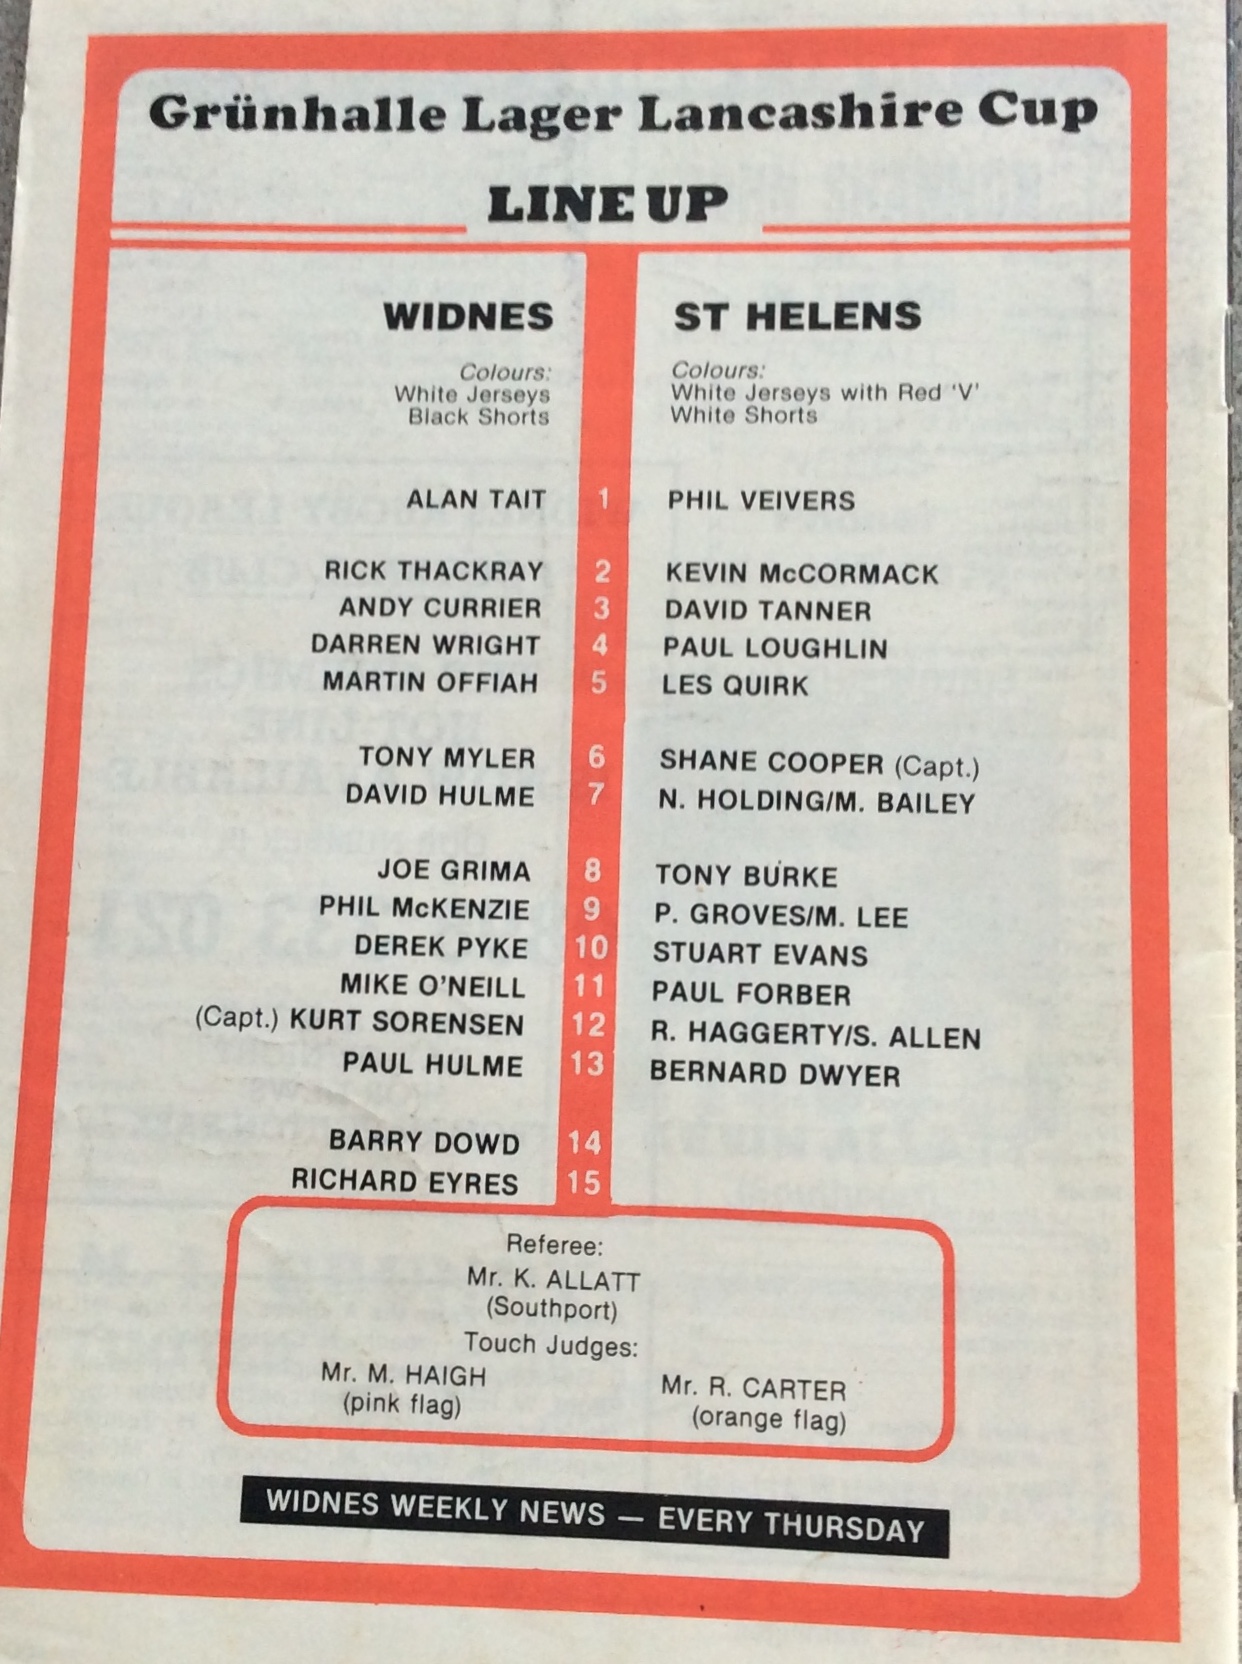 Grünhalle Lager Lancashire Cup
LINE UP
WIDNES ST HELENS
Colours: Colours:
White Jerseys White Jerseys with Red 'V'
Black Shorts White Shorts
ALAN TAIT 1 PHIL VEIVERS
RICK THACKRAY 2 KEVIN McCORMACK
ANDY CURRIER 3 DAVID TANNER
DARREN WRIGHT 4 PAUL LOUGHLIN
MARTIN OFFIAH 5 LES QUIRK
TONY MYLER 6 SHANE COOPER (Capt.)
DAVID HULME 7 N. HOLDING/M. BAILEY
JOE GRIMA 8 TONY BURKE
PHIL McKENZIE 9 P. GROVES/M. LEE
DEREK PYKE 10 STUART EVANS
MIKE O'NEILL 11 PAUL FORBER
(Capt.) KURT SORENSEN 12 R. HAGGERTY/S. ALLEN
PAUL HULME 13 BERNARD DWYER
BARRY DOWD 14
RICHARD EYRES 15
Referee:
Mr. K. ALLATT
(Southport)
Touch Judges:
Mr. M. HAIGH Mr. R. CARTER
(pink flag) (orange flag)
WIDNES WEEKLY NEWS — EVERY THURSDAY